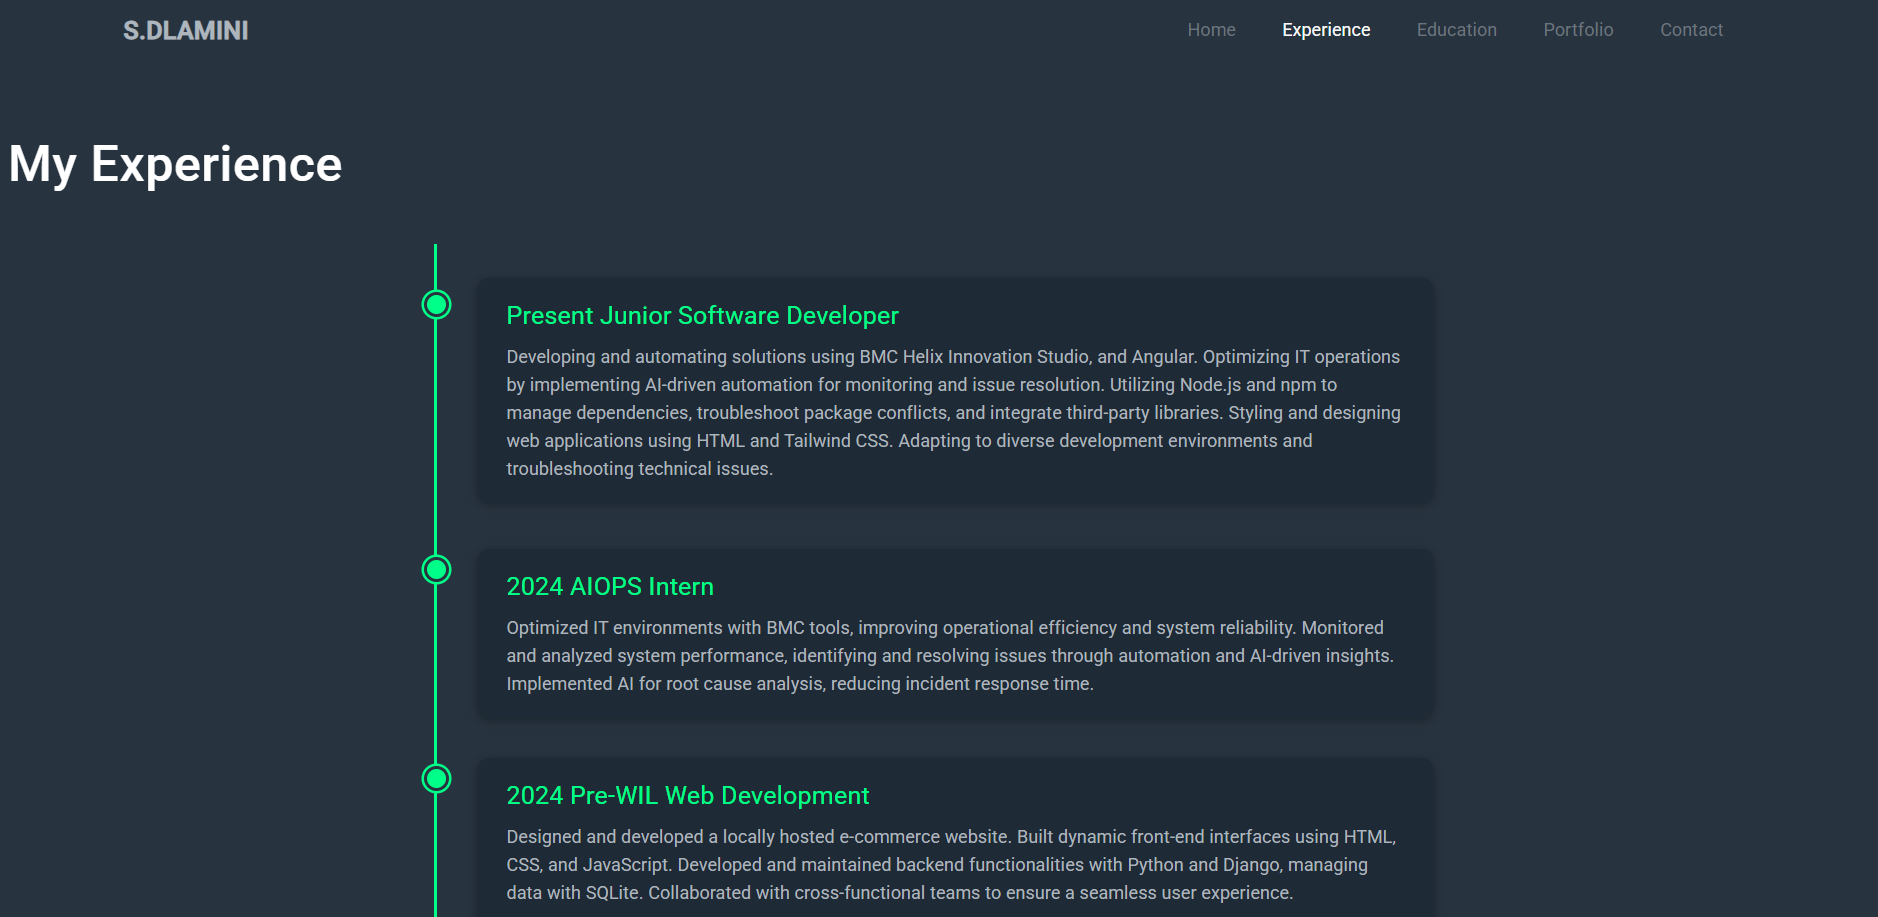 S.DLAMINI
Home Experience Education Portfolio Contact
My Experience
Present Junior Software Developer
Developing and automating solutions using BMC Helix Innovation Studio, and Angular. Optimizing IT operations
by implementing AI-driven automation for monitoring and issue resolution. Utilizing Node.js and npm to
manage dependencies, troubleshoot package conflicts, and integrate third-party libraries. Styling and designing
web applications using HTML and Tailwind CSS. Adapting to diverse development environments and
troubleshooting technical issues.
2024 AIOPS Intern
Optimized IT environments with BMC tools, improving operational efficiency and system reliability. Monitored
and analyzed system performance, identifying and resolving issues through automation and AI-driven insights.
Implemented AI for root cause analysis, reducing incident response time.
2024 Pre-WIL Web Development
Designed and developed a locally hosted e-commerce website. Built dynamic front-end interfaces using HTML,
CSS, and JavaScript. Developed and maintained backend functionalities with Python and Django, managing
data with SQLite. Collaborated with cross-functional teams to ensure a seamless user experience.